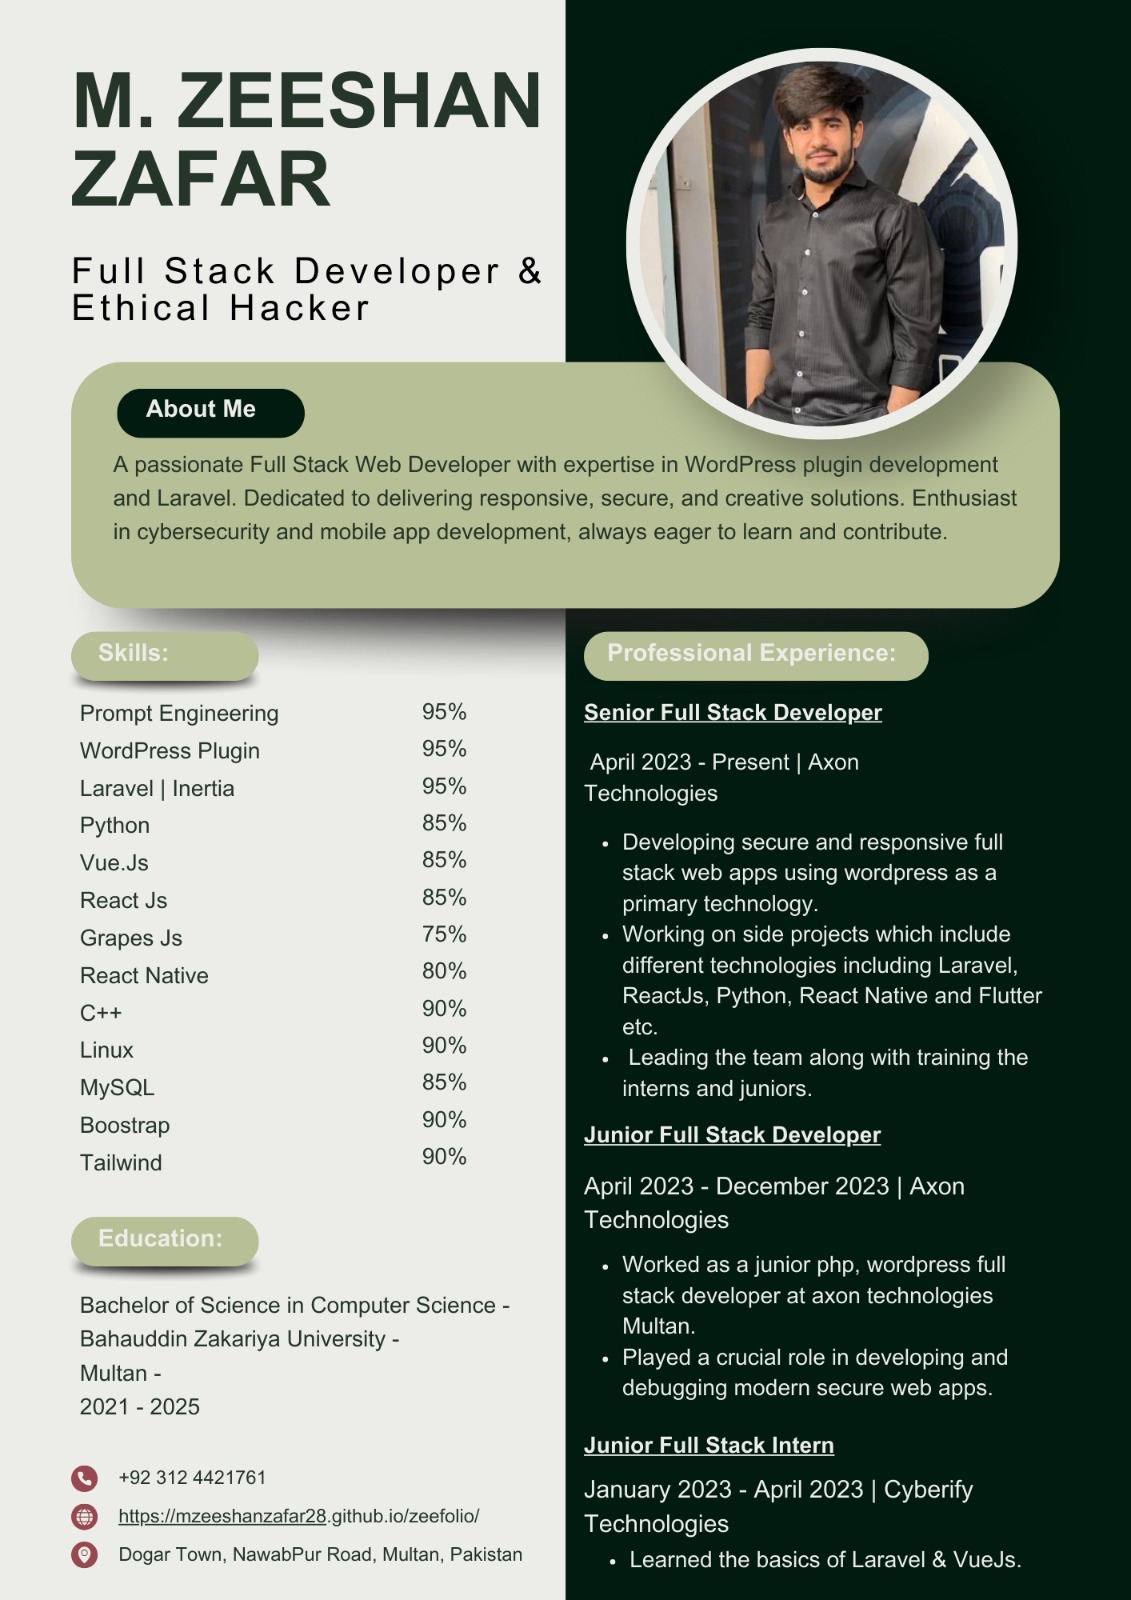 M. ZEESHAN
ZAFAR
Full Stack Developer &
Ethical Hacker
About Me
A passionate Full Stack Web Developer with expertise in WordPress plugin development
and Laravel. Dedicated to delivering responsive, secure, and creative solutions. Enthusiast
in cybersecurity and mobile app development, always eager to learn and contribute.
Skills:
Prompt Engineering 95%
WordPress Plugin 95%
Laravel | Inertia 95%
Python 85%
Vue.Js 85%
React Js 85%
Grapes Js 75%
React Native 80%
C++ 90%
Linux 90%
MySQL 85%
Boostrap 90%
Tailwind 90%
Education:
Bachelor of Science in Computer Science -
Bahauddin Zakariya University -
Multan -
2021 - 2025
+92 312 4421761
https://mzeeshanzafar28.github.io/zeefolio/
Dogar Town, NawabPur Road, Multan, Pakistan
Professional Experience:
Senior Full Stack Developer
April 2023 - Present | Axon
Technologies
• Developing secure and responsive full
stack web apps using wordpress as a
primary technology.
• Working on side projects which include
different technologies including Laravel,
ReactJs, Python, React Native and Flutter
etc.
• Leading the team along with training the
interns and juniors.
Junior Full Stack Developer
April 2023 - December 2023 | Axon
Technologies
• Worked as a junior php, wordpress full
stack developer at axon technologies
Multan.
• Played a crucial role in developing and
debugging modern secure web apps.
Junior Full Stack Intern
January 2023 - April 2023 | Cyberify
Technologies
• Learned the basics of Laravel & VueJs.